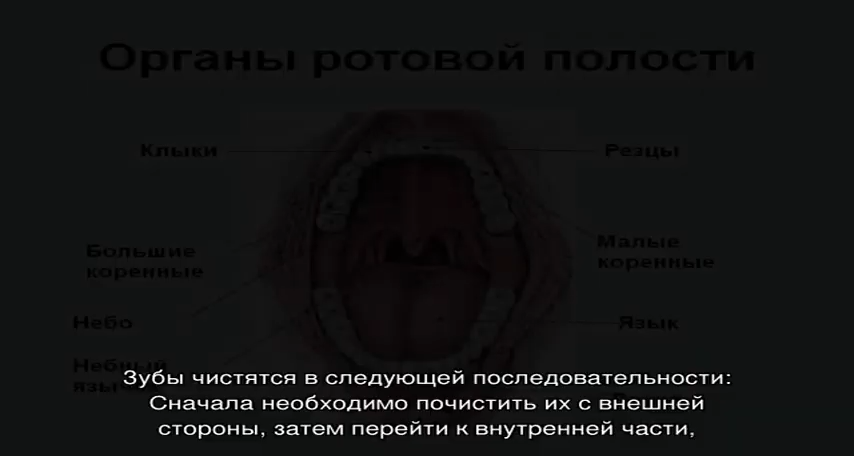 Органы ротовой полости
Клыки
Резцы
Большие
коренные
Малые
коренные
Небо
Язык
Небный
Зубы чистятся в следующей последовательности:
Сначала необходимо почистить их с внешней
стороны, затем перейти к внутренней части,